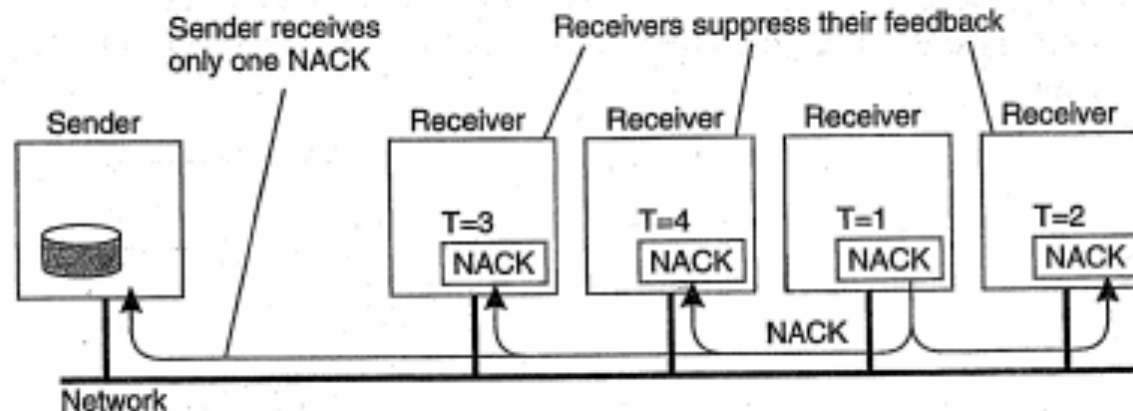 Sender receives
only one NACK
Receivers suppress their feedback
Sender
Receiver
Receiver
Receiver
Receiver
T=3
T=4
T=1
T=2
NACK
NACK
NACK
NACK
NACK
Network